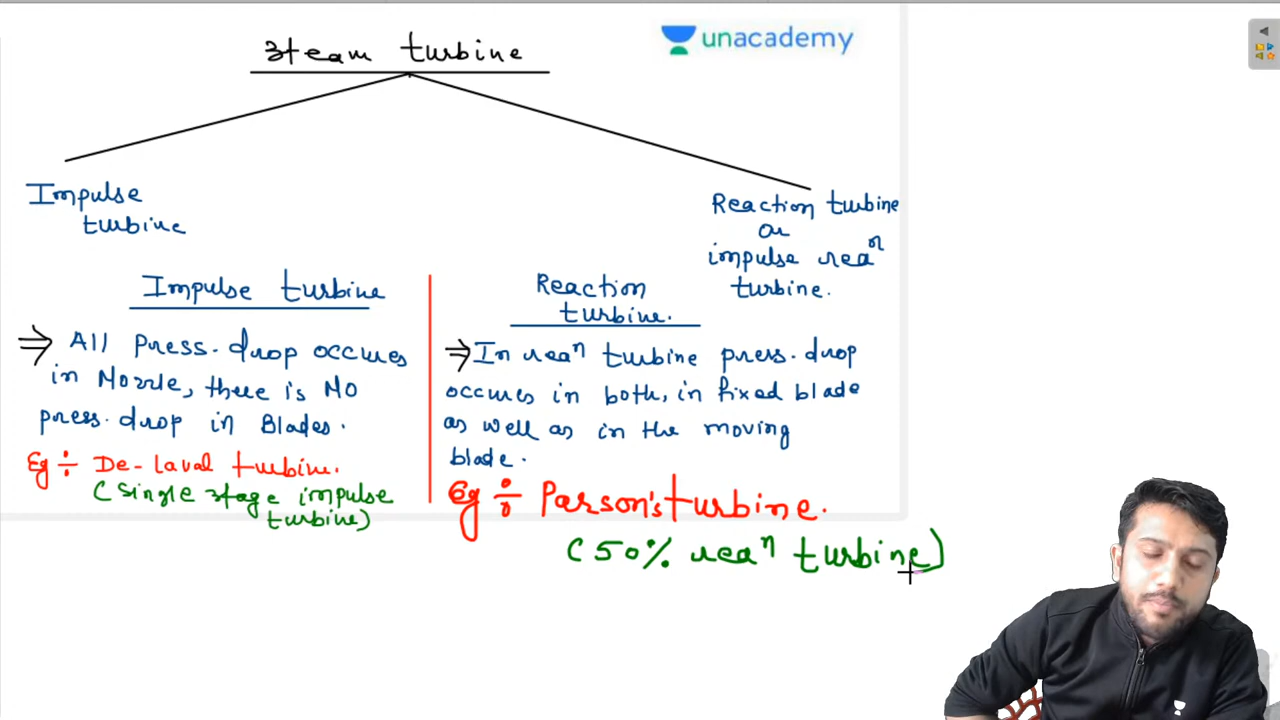 Steam turbine
unacademy
Impulse
turbine
Reaction turbine
or
impulse reaⁿ
turbine.
Impulse turbine
⇒ All press. drop occures
in Nozzle, there is No
press. drop in Blades.
Eg ÷ De-Laval turbine.
(Single stage impulse
turbine)
Reaction
turbine.
⇒ In reaⁿ turbine press. drop
occures in both, in fixed blade
as well as in the moving
blade.
Eg ÷ Parson's turbine.
(50% reaⁿ turbine)